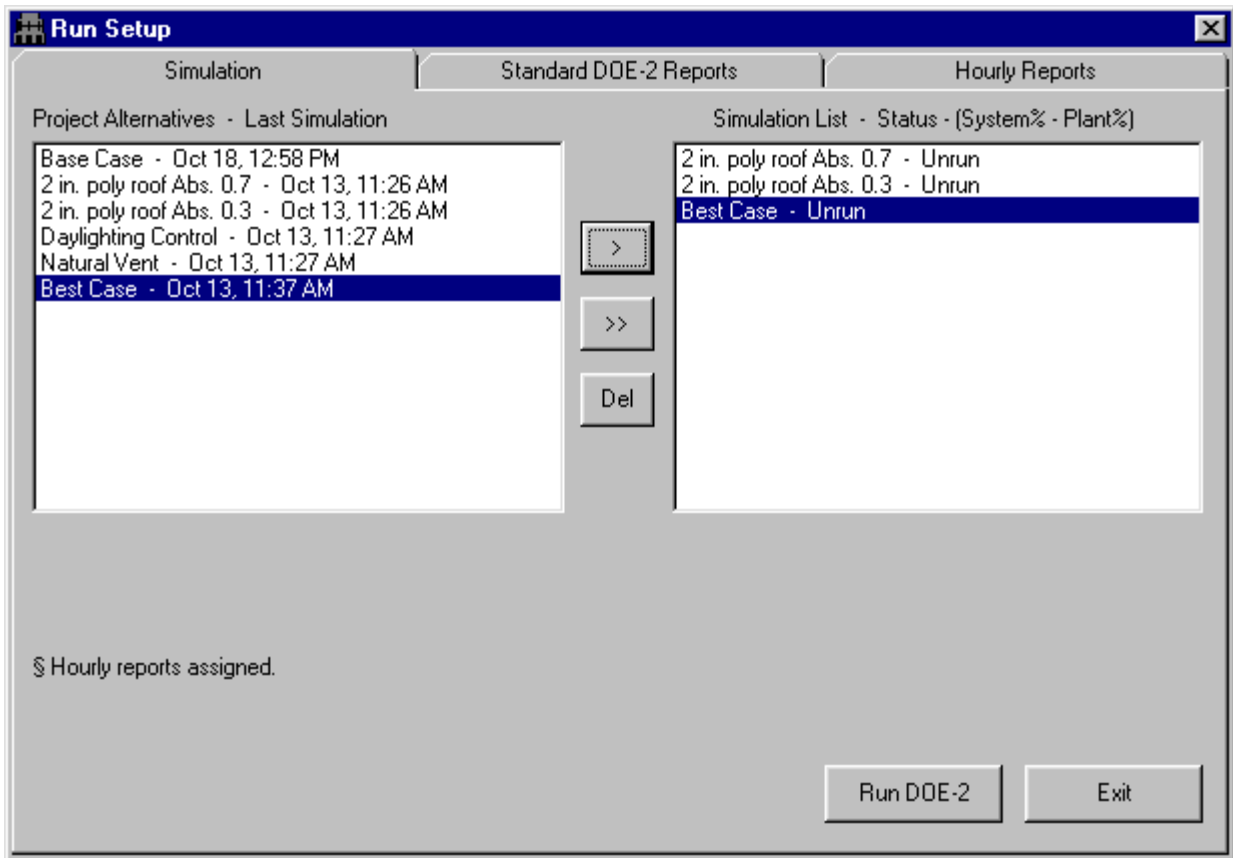 Run Setup
Simulation
Standard DOE-2 Reports
Hourly Reports
Project Alternatives - Last Simulation
Base Case - Oct 18, 12:58 PM
2 in. poly roof Abs. 0.7 - Oct 13, 11:26 AM
2 in. poly roof Abs. 0.3 - Oct 13, 11:26 AM
Daylighting Control - Oct 13, 11:27 AM
Natural Vent - Oct 13, 11:27 AM
Best Case - Oct 13, 11:37 AM
>
>>
Del
Simulation List - Status - (System% - Plant%)
2 in. poly roof Abs. 0.7 - Unrun
2 in. poly roof Abs. 0.3 - Unrun
Best Case - Unrun
§ Hourly reports assigned.
Run DOE-2
Exit